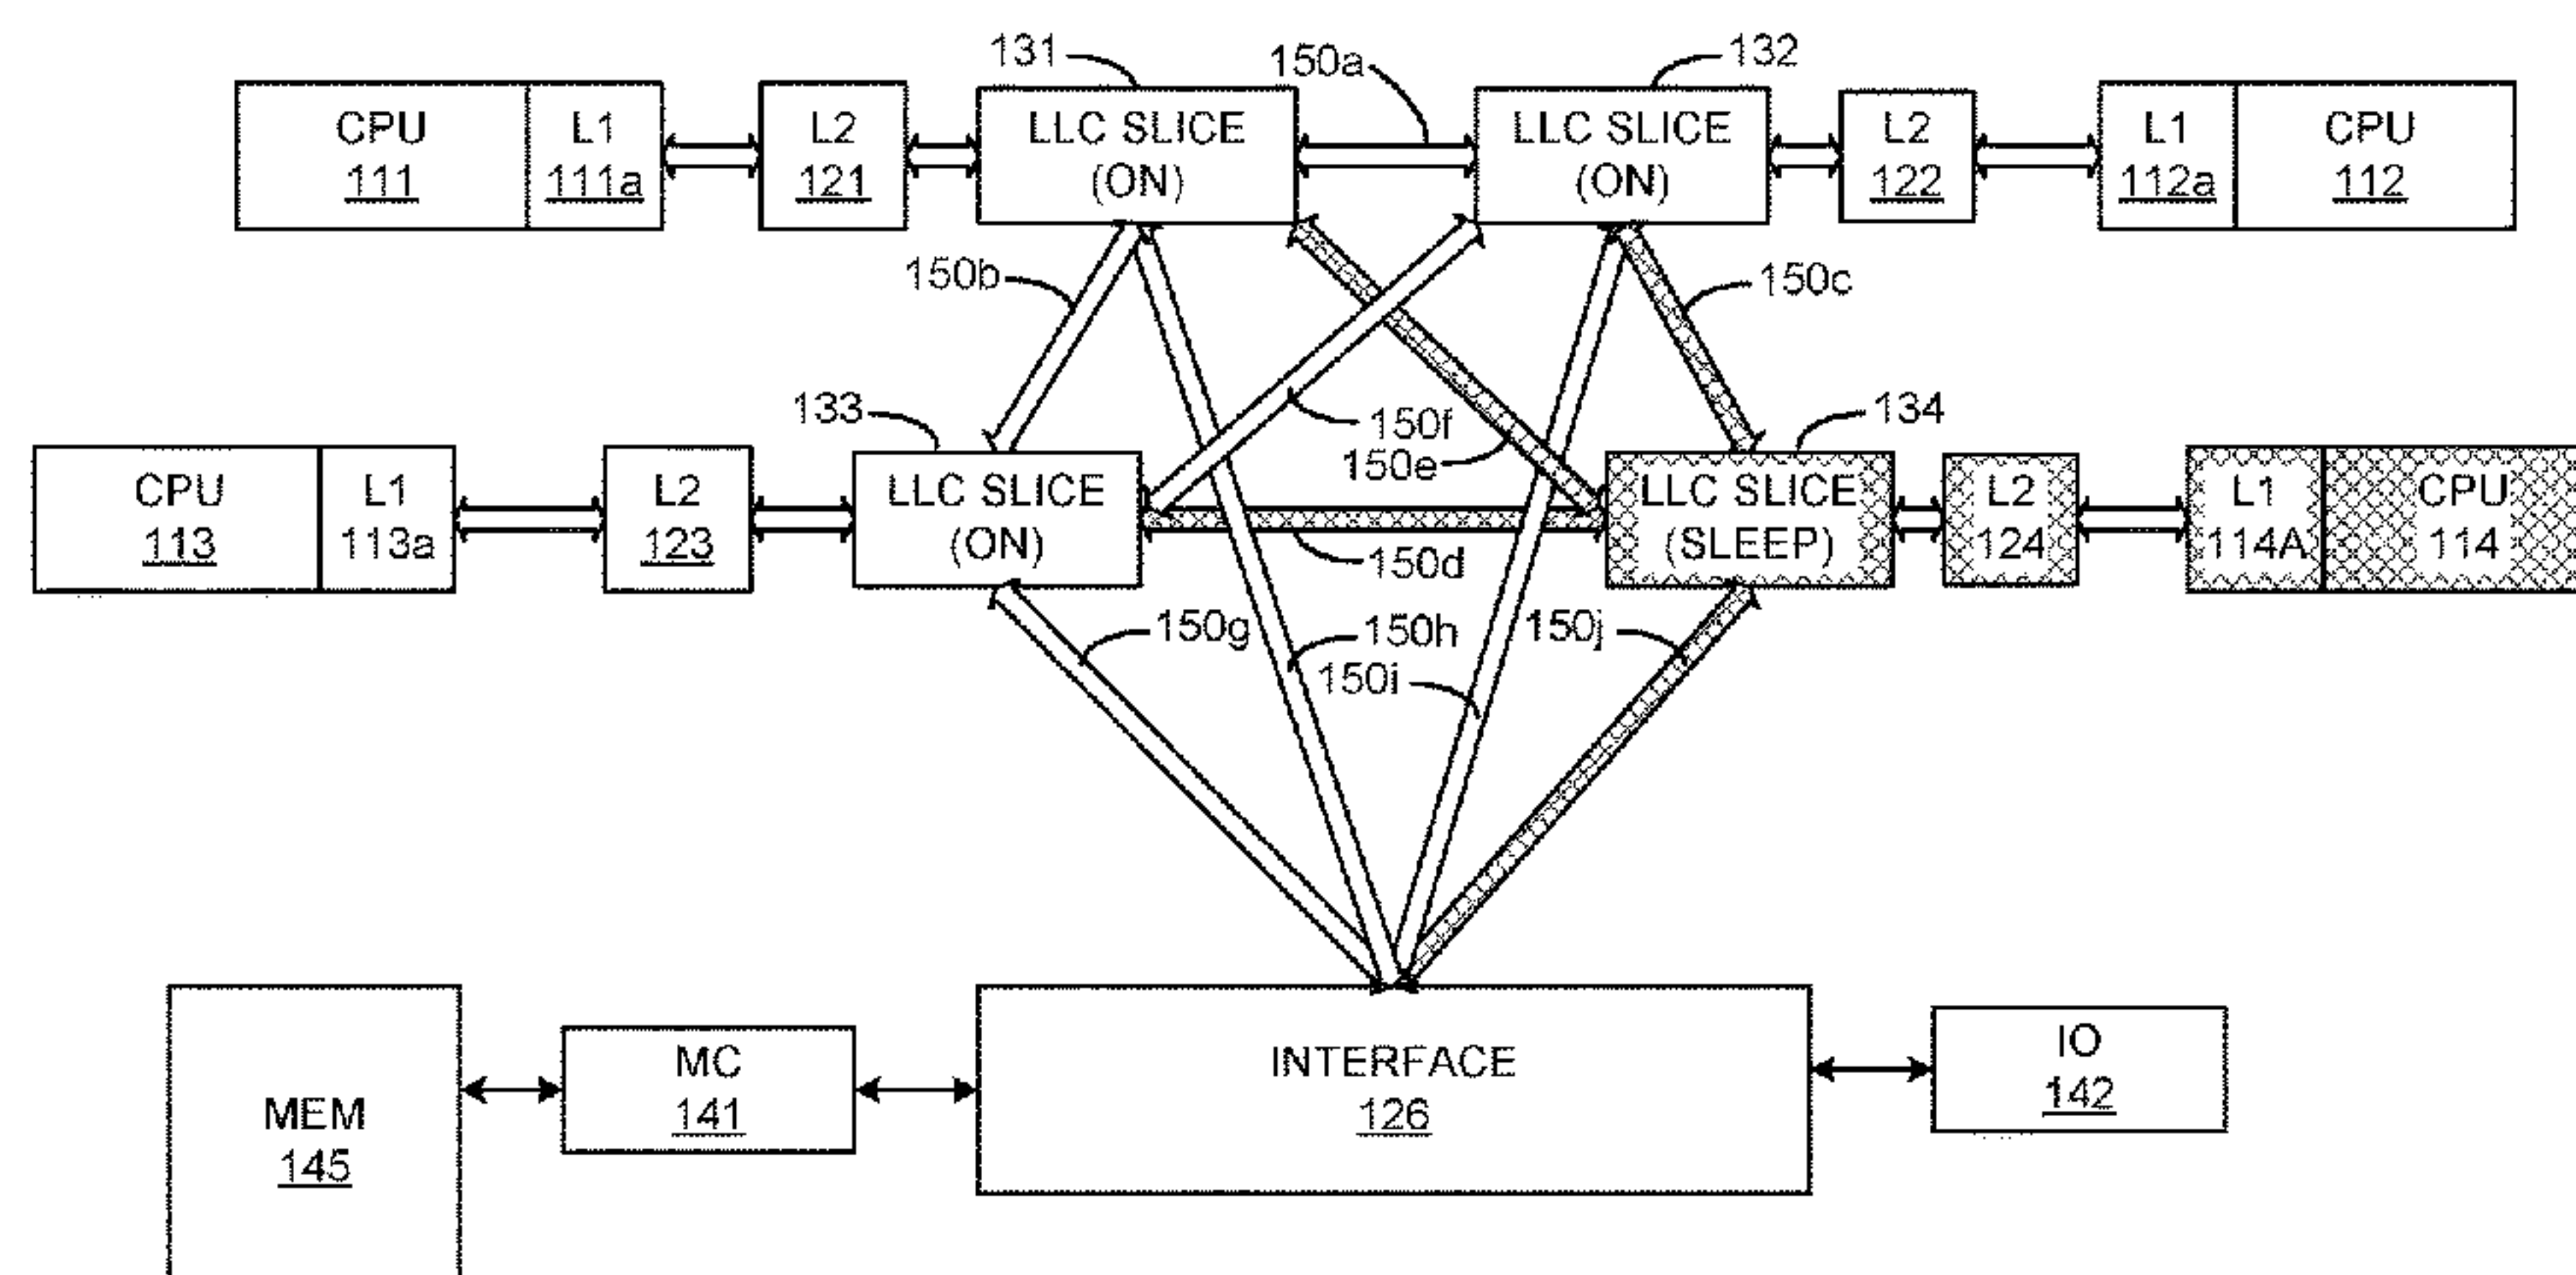 131
150a
132
CPU
111
L1
111a
L2
121
LLC SLICE
(ON)
LLC SLICE
(ON)
L2
122
L1
112a
CPU
112
150b
150c
133
150f
150e
134
CPU
113
L1
113a
L2
123
LLC SLICE
(ON)
150d
LLC SLICE
(SLEEP)
L2
124
L1
114A
CPU
114
150g
150h
150i
150j
MEM
145
MC
141
INTERFACE
126
IO
142